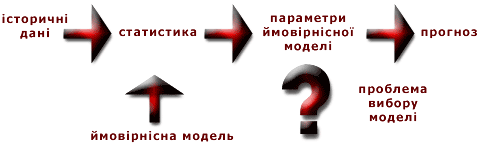 історичні
дані
статистика
параметри
ймовірнісної
моделі
прогноз
ймовірнісна модель
?
проблема
вибору
моделі